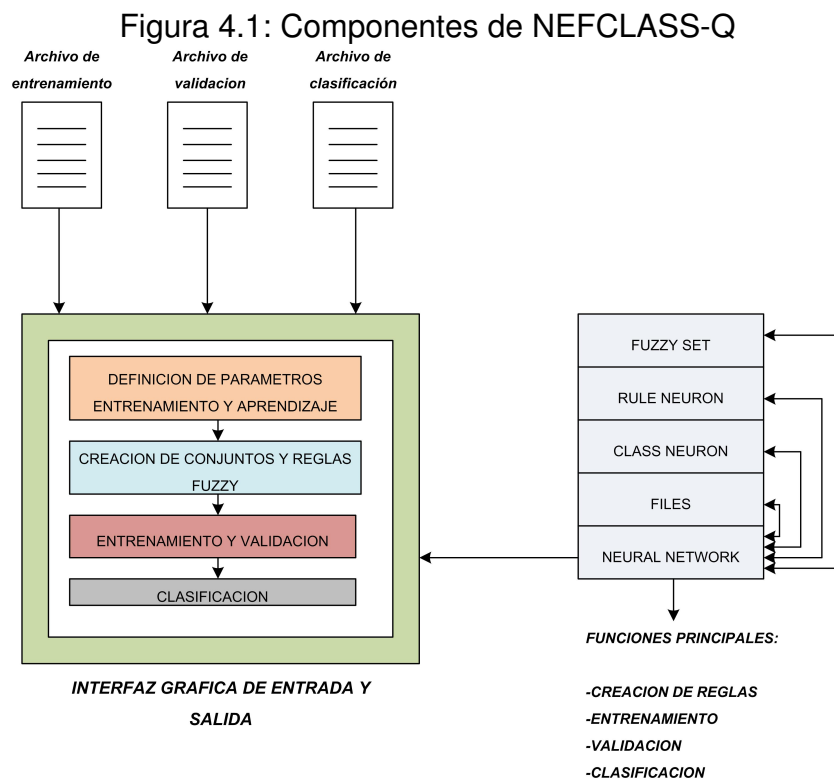 Figura 4.1: Componentes de NEFCLASS-Q
Archivo de
entrenamiento
Archivo de
validacion
Archivo de
clasificación
DEFINICION DE PARAMETROS
ENTRENAMIENTO Y APRENDIZAJE
CREACION DE CONJUNTOS Y REGLAS
FUZZY
ENTRENAMIENTO Y VALIDACION
CLASIFICACION
INTERFAZ GRAFICA DE ENTRADA Y
SALIDA
FUZZY SET
RULE NEURON
CLASS NEURON
FILES
NEURAL NETWORK
FUNCIONES PRINCIPALES:
-CREACION DE REGLAS
-ENTRENAMIENTO
-VALIDACION
-CLASIFICACION